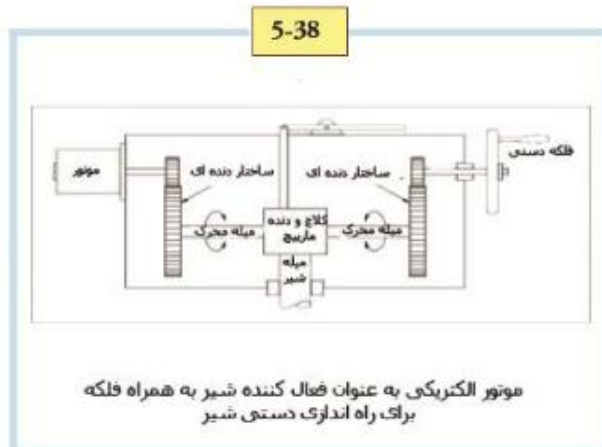 5-38
فلکه دستی
موتور
ساختار دنده ای
ساختار دنده ای
کلاچ و دنده
مارپیچ
میله محرک
میله محرک
میله
شیر
موتور الکتریکی به عنوان فعال کننده شیر به همراه فلکه
برای راه اندازی دستی شیر